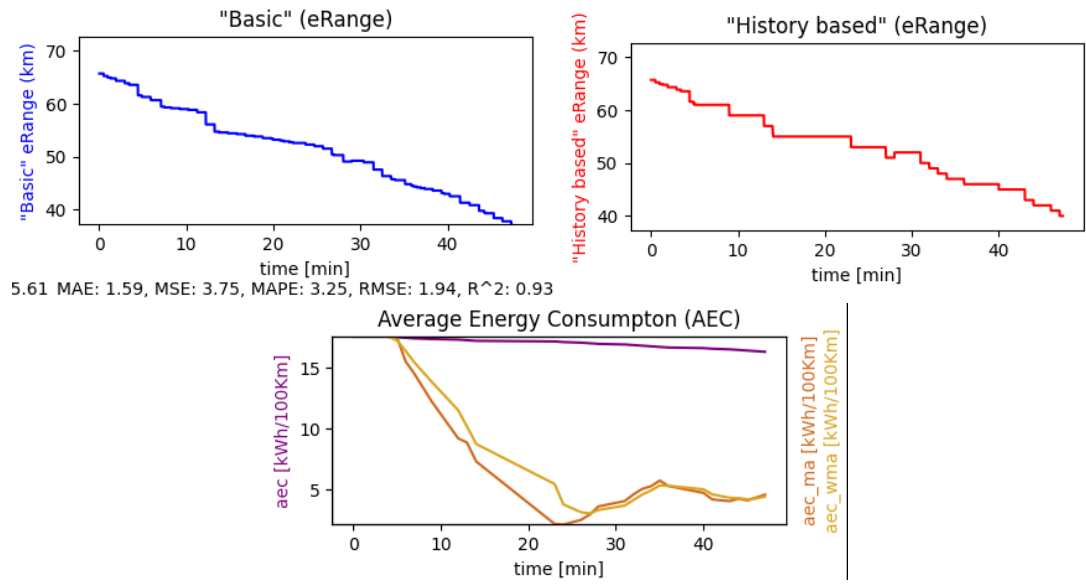 "Basic" (eRange)
"Basic" eRange (km)
70
60
50
40
0 10 20 30 40
time [min]
"History based" (eRange)
"History based" eRange (km)
70
60
50
40
0 10 20 30 40
time [min]
5.61 MAE: 1.59, MSE: 3.75, MAPE: 3.25, RMSE: 1.94, R^2: 0.93
Average Energy Consumpton (AEC)
aec [kWh/100Km]
15
10
5
0 10 20 30 40
time [min]
aec_ma [kWh/100Km]
aec_wma [kWh/100Km]